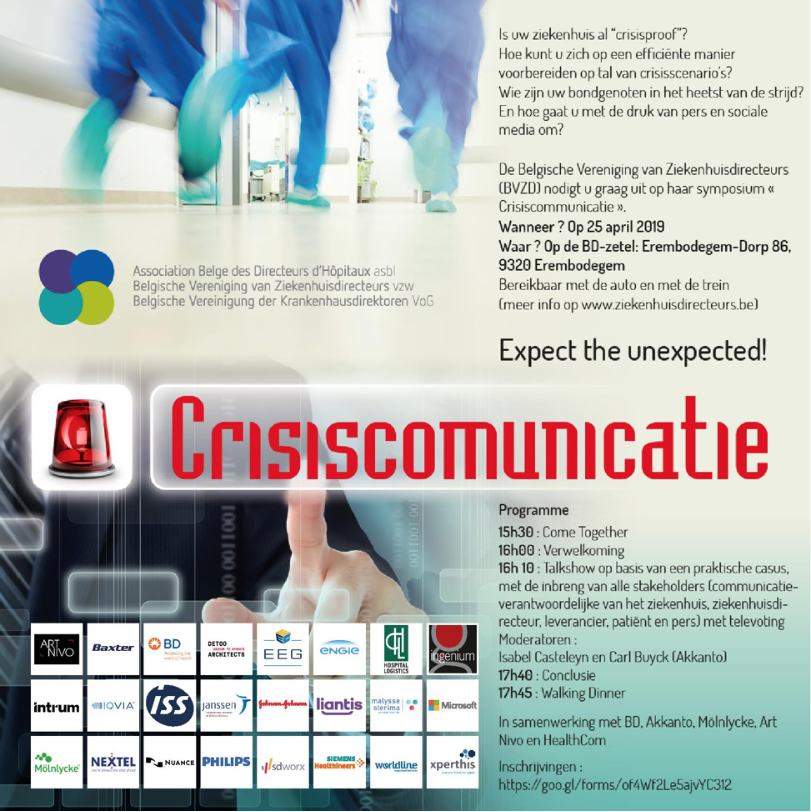 Is uw ziekenhuis al "crisisproof"?
Hoe kunt u zich op een efficiënte manier
voorbereiden op tal van crisisscenario's?
Wie zijn uw bondgenoten in het heetst van de strijd?
En hoe gaat u met de druk van pers en sociale
media om?
De Belgische Vereniging van Ziekenhuisdirecteurs
(BVZD) nodigt u graag uit op haar symposium «
Crisiscommunicatie ».
Wanneer ? Op 25 april 2019
Waar ? Op de BD-zetel: Erembodegem-Dorp 86,
9320 Erembodegem
Bereikbaar met de auto en met de trein
(meer info op www.ziekenhuisdirecteurs.be)
Association Belge des Directeurs d'Hôpitaux asbl
Belgische Vereniging van Ziekenhuisdirecteurs vzw
Belgische Vereinigung der Krankenhausdirektoren VoG
Expect the unexpected!
Crisiscomunicatie
Programme
15h30 : Come Together
16h00 : Verwelkoming
16h 10 : Talkshow op basis van een praktische casus,
met de inbreng van alle stakeholders (communicatie-
verantwoordelijke van het ziekenhuis, ziekenhuisdi-
recteur, leverancier, patiënt en pers) met televoting
Moderatoren :
Isabel Casteleyn en Carl Buyck (Akkanto)
17h40 : Conclusie
17h45 : Walking Dinner
In samenwerking met BD, Akkanto, Mölnlycke, Art
Nivo en HealthCom
Inschrijvingen :
https://goo.gl/forms/of4Wf2Le5ajvYC312
ART NIVO
Baxter
BD
DETOO ARCHITECTS
EEG
ENGIE
HOSPITAL LOGISTICS
ingenium
intrum
IQVIA
ISS
janssen
Johnson & Johnson
liantis
malysse sterima
Microsoft
Mölnlycke
NEXTEL
NUANCE
PHILIPS
sdworx
SIEMENS Healthineers
worldline
xperthis